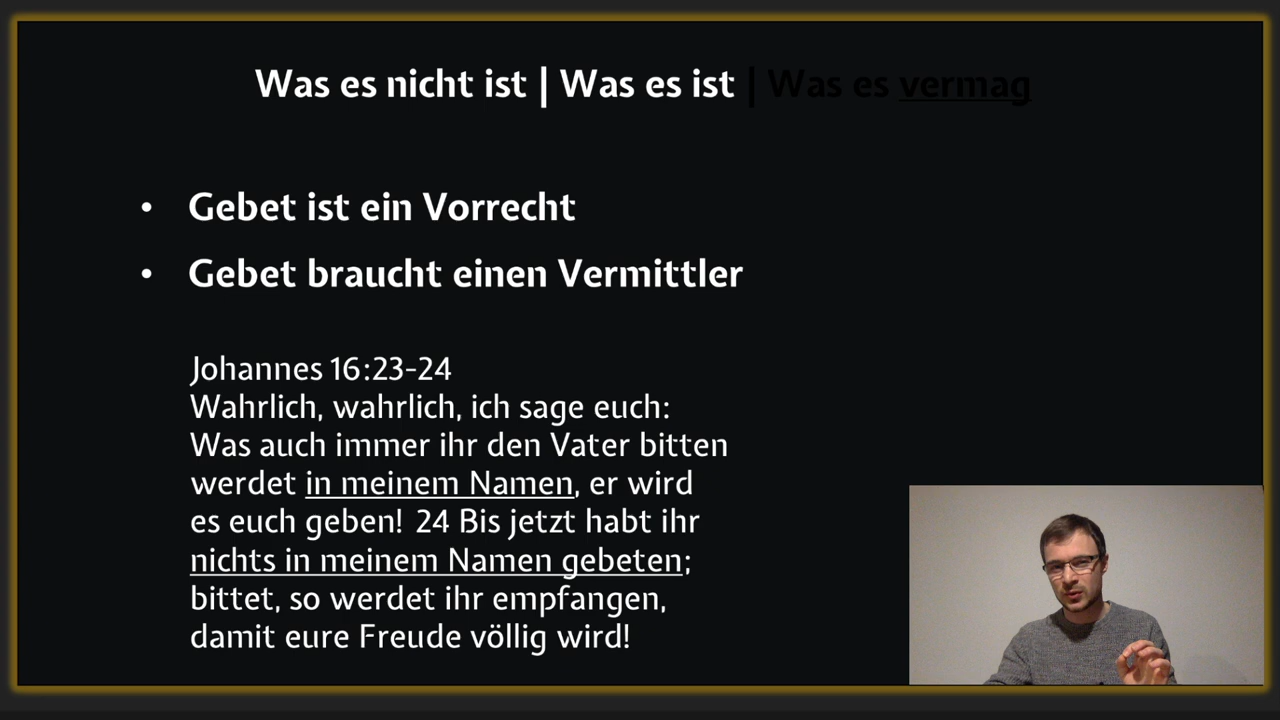 Was es nicht ist | Was es ist | Was es vermag
• Gebet ist ein Vorrecht
• Gebet braucht einen Vermittler
Johannes 16:23-24
Wahrlich, wahrlich, ich sage euch:
Was auch immer ihr den Vater bitten
werdet in meinem Namen, er wird
es euch geben! 24 Bis jetzt habt ihr
nichts in meinem Namen gebeten;
bittet, so werdet ihr empfangen,
damit eure Freude völlig wird!